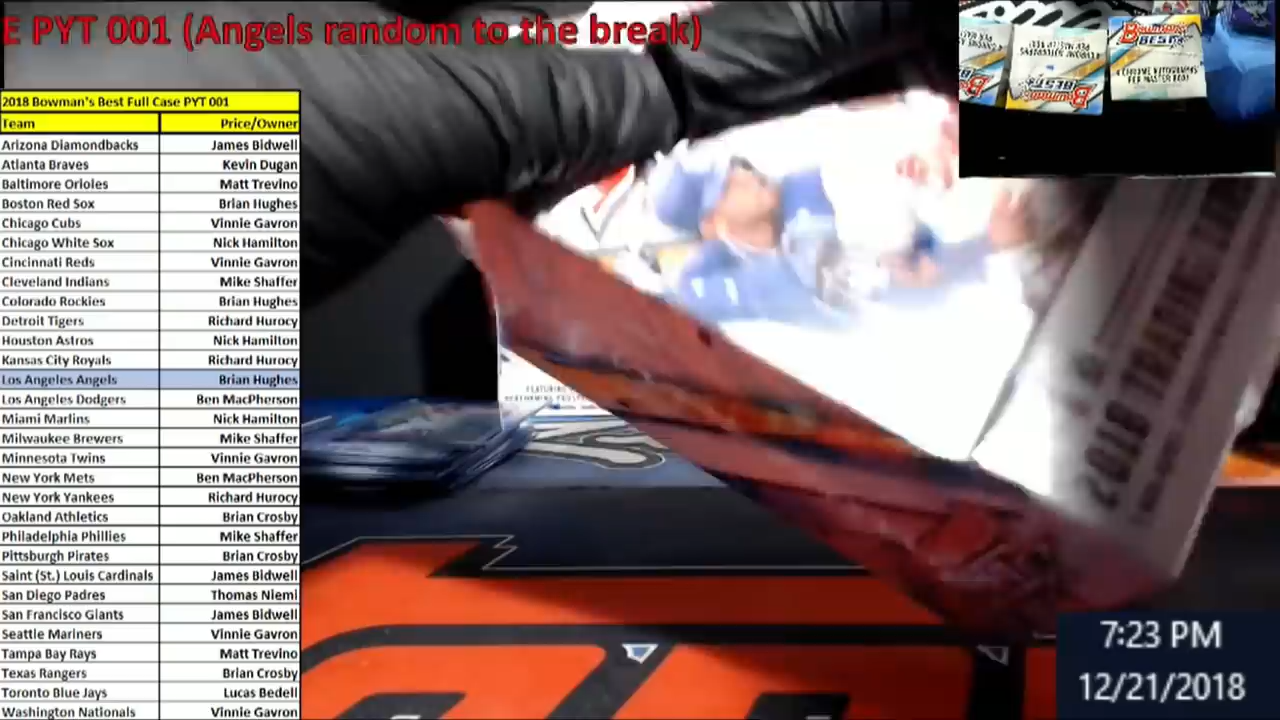 E PYT 001 (Angels random to the break)
2018 Bowman's Best Full Case PYT 001
Team Price/Owner
Arizona Diamondbacks James Bidwell
Atlanta Braves Kevin Dugan
Baltimore Orioles Matt Trevino
Boston Red Sox Brian Hughes
Chicago Cubs Vinnie Gavron
Chicago White Sox Nick Hamilton
Cincinnati Reds Vinnie Gavron
Cleveland Indians Mike Shaffer
Colorado Rockies Brian Hughes
Detroit Tigers Richard Hurocy
Houston Astros Nick Hamilton
Kansas City Royals Richard Hurocy
Los Angeles Angels Brian Hughes
Los Angeles Dodgers Ben MacPherson
Miami Marlins Nick Hamilton
Milwaukee Brewers Mike Shaffer
Minnesota Twins Vinnie Gavron
New York Mets Ben MacPherson
New York Yankees Richard Hurocy
Oakland Athletics Brian Crosby
Philadelphia Phillies Mike Shaffer
Pittsburgh Pirates Brian Crosby
Saint (St.) Louis Cardinals James Bidwell
San Diego Padres Thomas Niemi
San Francisco Giants James Bidwell
Seattle Mariners Vinnie Gavron
Tampa Bay Rays Matt Trevino
Texas Rangers Brian Crosby
Toronto Blue Jays Lucas Bedell
Washington Nationals Vinnie Gavron
Bowman's
BEST
Bowman's
BEST
2018
7:23 PM
12/21/2018